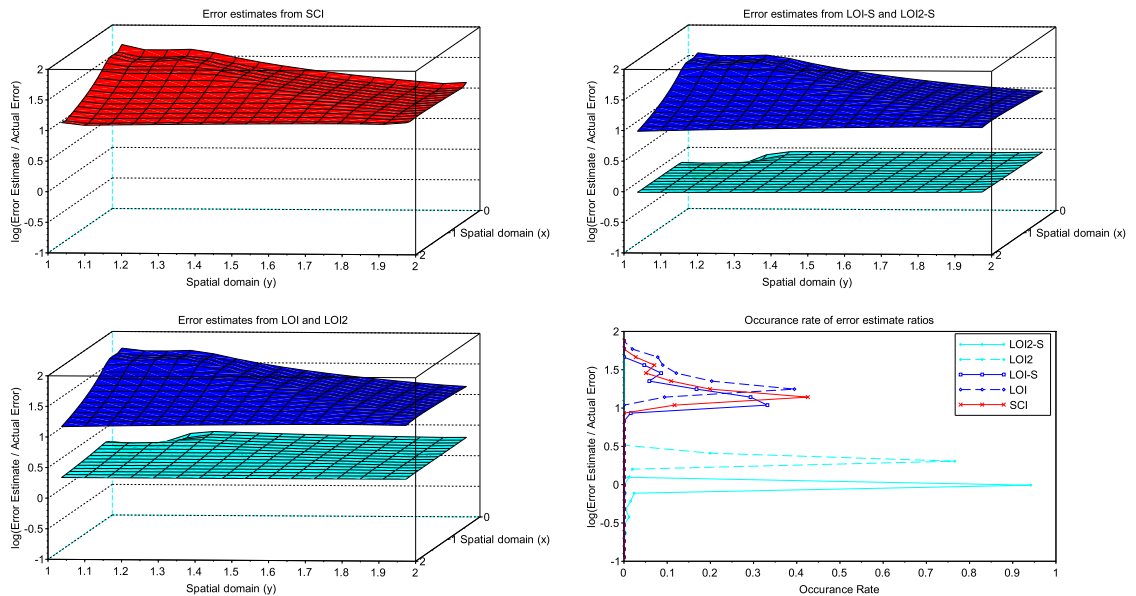 Error estimates from SCI
2
1.5
1
0.5
0
-0.5
-1
log(Error Estimate / Actual Error)
1 1.1 1.2 1.3 1.4 1.5 1.6 1.7 1.8 1.9 2
Spatial domain (y)
0
-1 Spatial domain (x)
2
Error estimates from LOI-S and LOI2-S
2
1.5
1
0.5
0
-0.5
-1
log(Error Estimate / Actual Error)
1 1.1 1.2 1.3 1.4 1.5 1.6 1.7 1.8 1.9 2
Spatial domain (y)
0
-1 Spatial domain (x)
2
Error estimates from LOI and LOI2
2
1.5
1
0.5
0
-0.5
-1
log(Error Estimate / Actual Error)
1 1.1 1.2 1.3 1.4 1.5 1.6 1.7 1.8 1.9 2
Spatial domain (y)
0
-1 Spatial domain (x)
2
Occurance rate of error estimate ratios
2
1.5
1
0.5
0
-0.5
-1
log(Error Estimate / Actual Error)
0 0.1 0.2 0.3 0.4 0.5 0.6 0.7 0.8 0.9 1
Occurance Rate
LOI2-S
LOI2
LOI-S
LOI
SCI